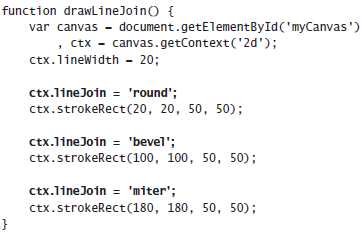 function drawLineJoin() {
    var canvas = document.getElementById('myCanvas')
        , ctx = canvas.getContext('2d');
    ctx.lineWidth = 20;

    ctx.lineJoin = 'round';
    ctx.strokeRect(20, 20, 50, 50);

    ctx.lineJoin = 'bevel';
    ctx.strokeRect(100, 100, 50, 50);

    ctx.lineJoin = 'miter';
    ctx.strokeRect(180, 180, 50, 50);
}